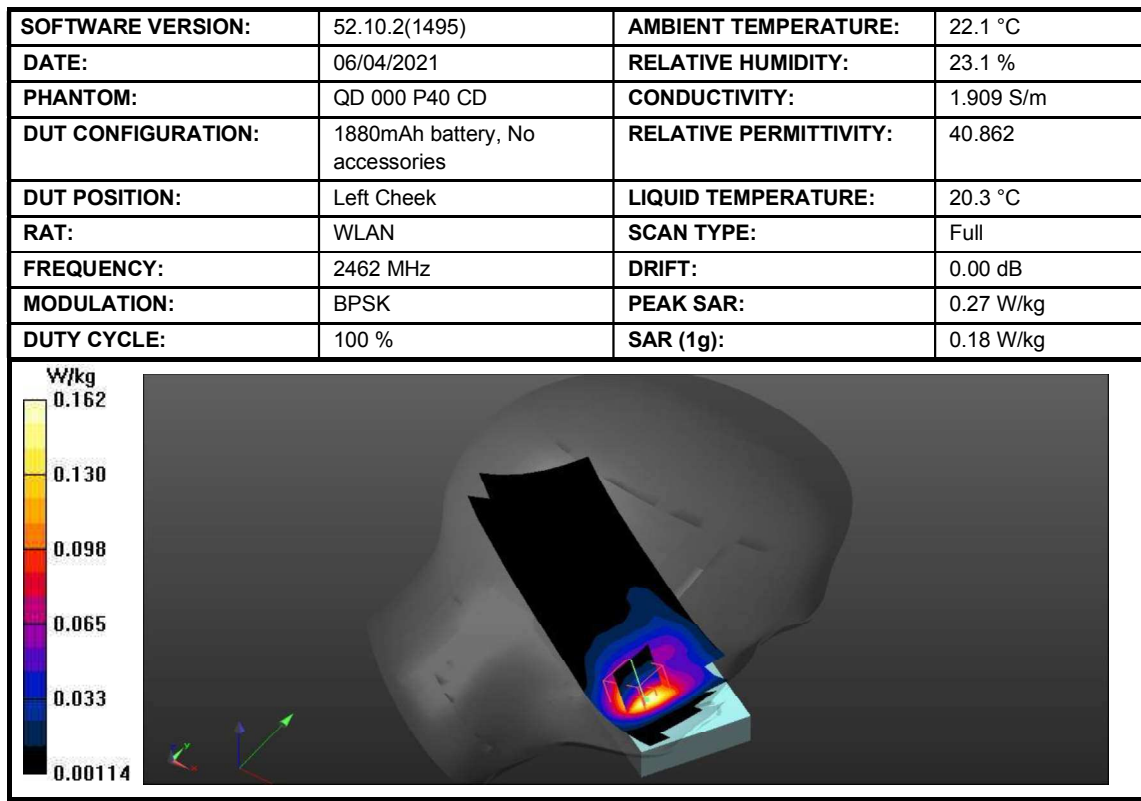 SOFTWARE VERSION: 52.10.2(1495) AMBIENT TEMPERATURE: 22.1 °C
DATE: 06/04/2021 RELATIVE HUMIDITY: 23.1 %
PHANTOM: QD 000 P40 CD CONDUCTIVITY: 1.909 S/m
DUT CONFIGURATION: 1880mAh battery, No RELATIVE PERMITTIVITY: 40.862
accessories
DUT POSITION: Left Cheek LIQUID TEMPERATURE: 20.3 °C
RAT: WLAN SCAN TYPE: Full
FREQUENCY: 2462 MHz DRIFT: 0.00 dB
MODULATION: BPSK PEAK SAR: 0.27 W/kg
DUTY CYCLE: 100 % SAR (1g): 0.18 W/kg
W/kg
0.162
0.130
0.098
0.065
0.033
0.00114